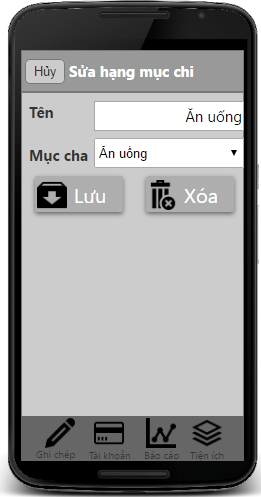 Hủy Sửa hạng mục chi
Tên Ăn uống
Mục cha Ăn uống
Lưu Xóa
Ghi chép Tài khoản Báo cáo Tiện ích